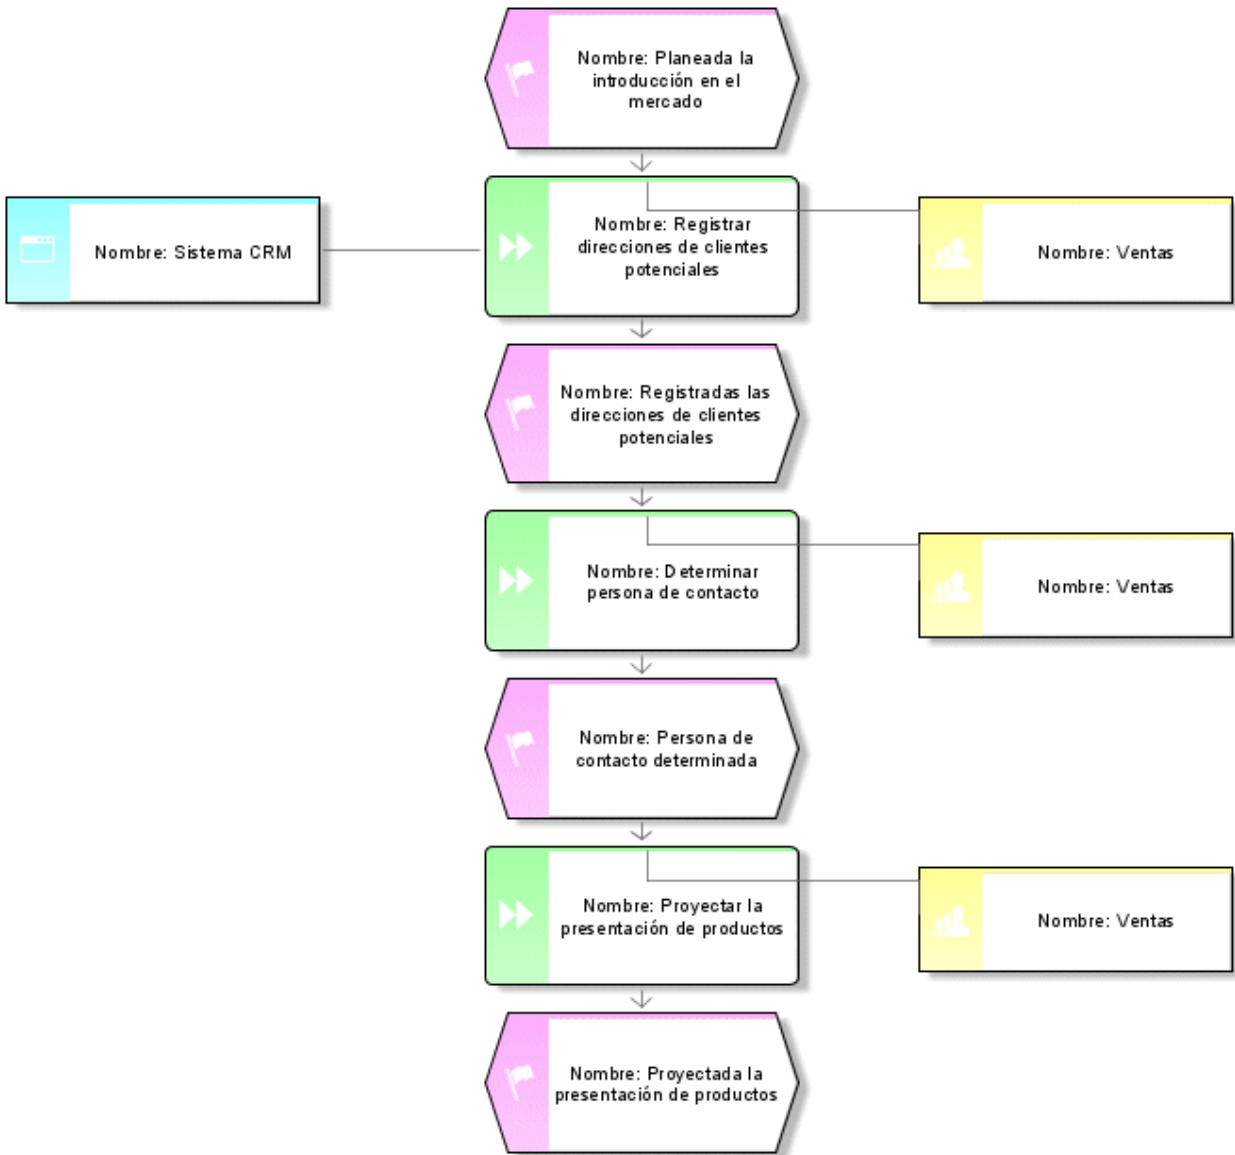 Nombre: Planeada la
introducción en el
mercado
Nombre: Sistema CRM
Nombre: Registrar
direcciones de clientes
potenciales
Nombre: Ventas
Nombre: Registradas las
direcciones de clientes
potenciales
Nombre: Determinar
persona de contacto
Nombre: Ventas
Nombre: Persona de
contacto determinada
Nombre: Proyectar la
presentación de productos
Nombre: Ventas
Nombre: Proyectada la
presentación de productos